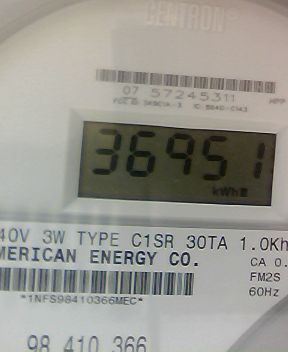 CENTRON®
07 57245311
36951
kWh
40V 3W TYPE C1SR 30TA 1.0Kh
MERICAN ENERGY CO.
CA 0.
FM2S
60Hz
*1NFS98410366MEC*
98 410 366